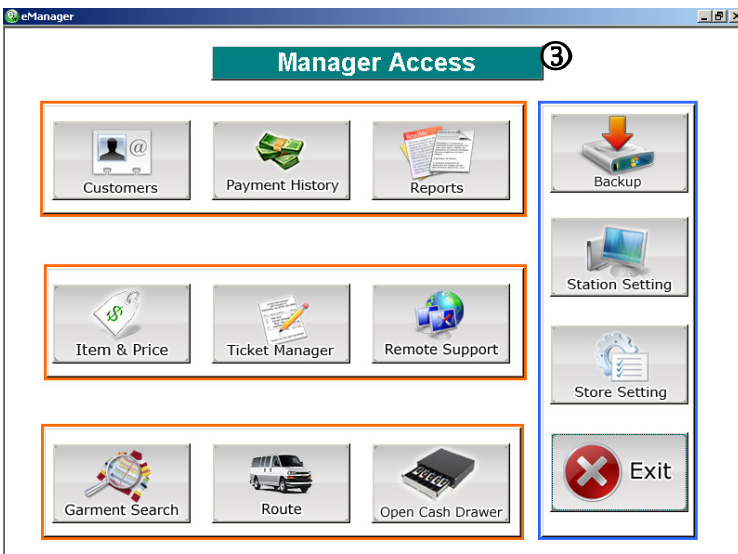 eManager
Manager Access ③
Customers
Payment History
Reports
Backup
Station Setting
Item & Price
Ticket Manager
Remote Support
Store Setting
Garment Search
Route
Open Cash Drawer
Exit